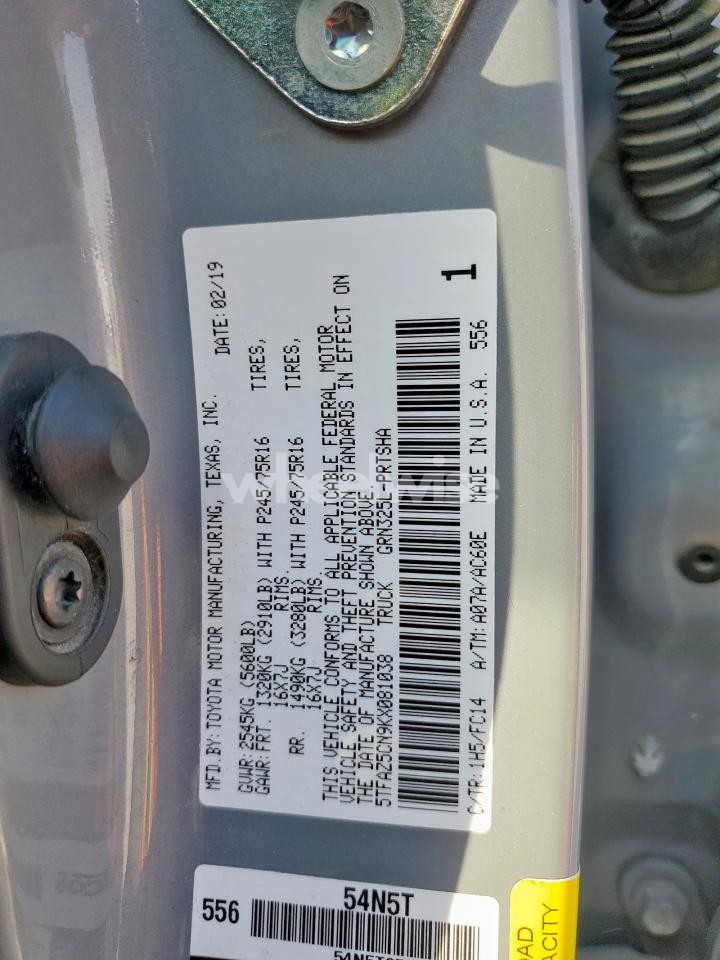 MFD.BY: TOYOTA MOTOR MANUFACTURING, TEXAS, INC. DATE: 02/19
GVWR: 2545KG (5600LB)
GAWR: FRT. 1320KG (2910LB) WITH P245/75R16 TIRES,
16X7J RIMS.
RR. 1490KG (3280LB) WITH P245/75R16 TIRES,
16X7J RIMS.
THIS VEHICLE CONFORMS TO ALL APPLICABLE FEDERAL MOTOR
VEHICLE SAFETY AND THEFT PREVENTION STANDARDS IN EFFECT ON
THE DATE OF MANUFACTURE SHOWN ABOVE.
5TFAZ5CN9KX081038 TRUCK GRN325L-PRTSHA
1
C/TR: 1H5/FC14 A/TM: A07A/AC60E MADE IN U.S.A. 556
wheelwise
556 54N5T